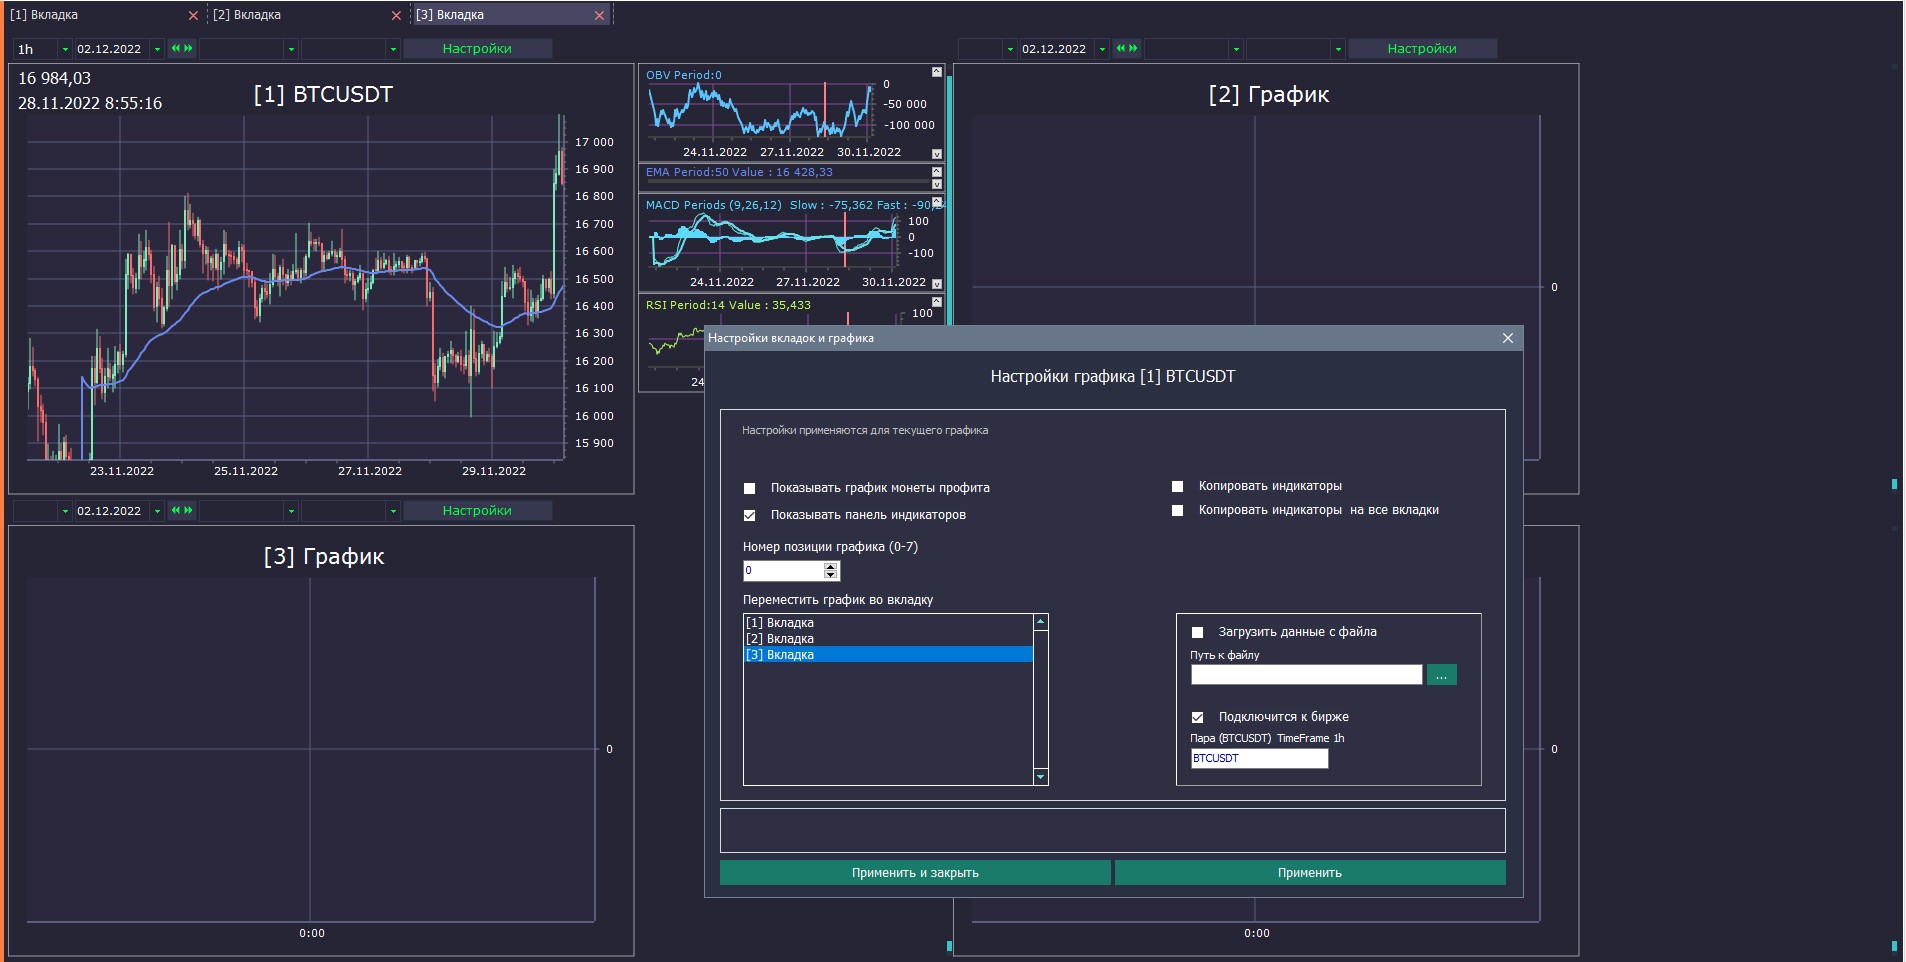 [1] Вкладка
[2] Вкладка
[3] Вкладка
1h 02.12.2022 Настройки
02.12.2022 Настройки
16 984,03
28.11.2022 8:55:16
[1] BTCUSDT
17 000
16 900
16 800
16 700
16 600
16 500
16 400
16 300
16 200
16 100
16 000
15 900
23.11.2022 25.11.2022 27.11.2022 29.11.2022
OBV Period:0
0
-50 000
-100 000
24.11.2022 27.11.2022 30.11.2022
EMA Period:50 Value : 16 428,33
MACD Periods (9,26,12) Slow : -75,362 Fast : -90,
100
0
-100
24.11.2022 27.11.2022 30.11.2022
RSI Period:14 Value : 35,433
100
24
[2] График
0
02.12.2022 Настройки
[3] График
0
0:00
0
0:00
Настройки вкладок и графика
Настройки графика [1] BTCUSDT
Настройки применяются для текущего графика
Показывать график монеты профита
Показывать панель индикаторов
Номер позиции графика (0-7)
0
Переместить график во вкладку
[1] Вкладка
[2] Вкладка
[3] Вкладка
Копировать индикаторы
Копировать индикаторы на все вкладки
Загрузить данные с файла
Путь к файлу
...
Подключится к бирже
Пара (BTCUSDT) TimeFrame 1h
BTCUSDT
Применить и закрыть
Применить